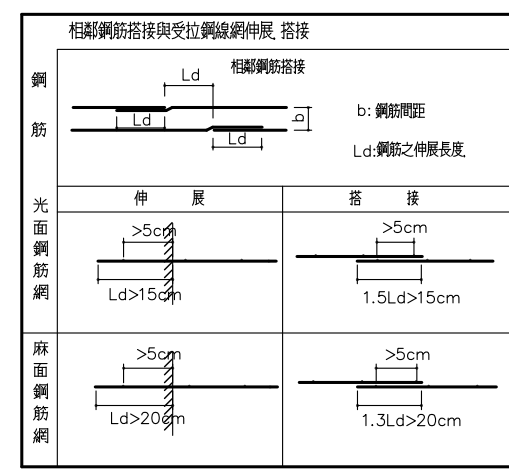 相鄰鋼筋搭接與受拉鋼線網伸展. 搭接
鋼筋
相鄰鋼筋搭接
Ld
Ld
Ld
b
b: 鋼筋間距
Ld:鋼筋之伸展長度.
伸 展
搭 接
光面鋼筋網
>5cm
Ld>15cm
>5cm
1.5Ld>15cm
麻面鋼筋網
>5cm
Ld>20cm
>5cm
1.3Ld>20cm